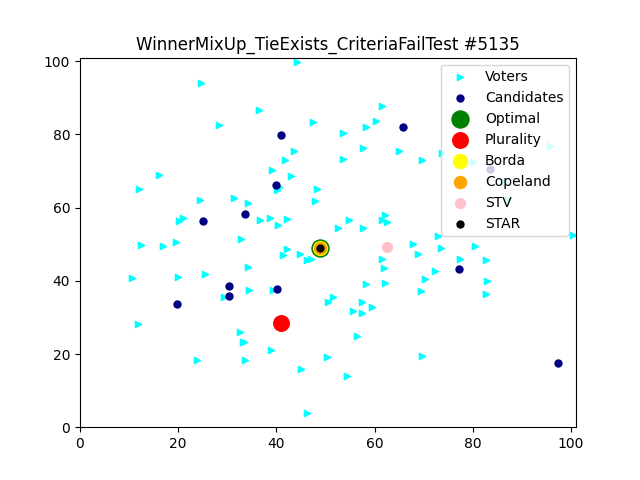 WinnerMixUp_TieExists_CriteriaFailTest #5135
100
80
60
40
20
0
0 20 40 60 80 100
Voters
Candidates
Optimal
Plurality
Borda
Copeland
STV
STAR